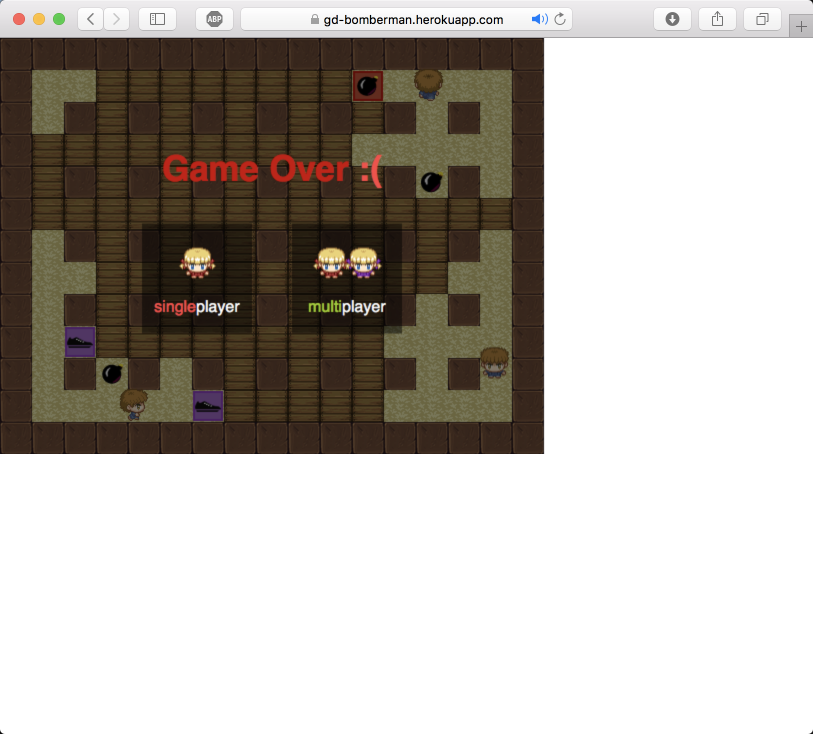 ABP
gd-bomberman.herokuapp.com
Game Over :(
singleplayer
multiplayer